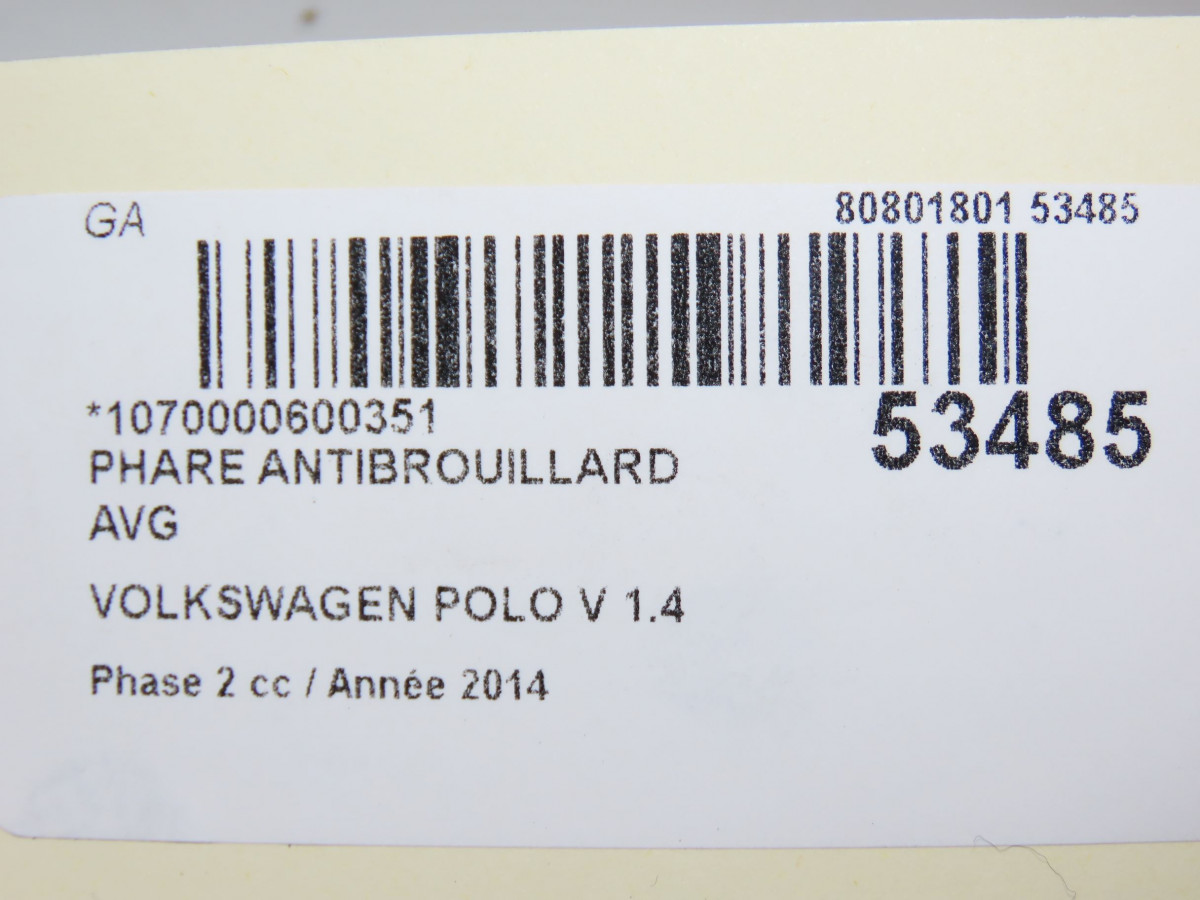 GA
80801801 53485
*1070000600351
53485
PHARE ANTIBROUILLARD
AVG
VOLKSWAGEN POLO V 1.4
Phase 2 cc / Année 2014